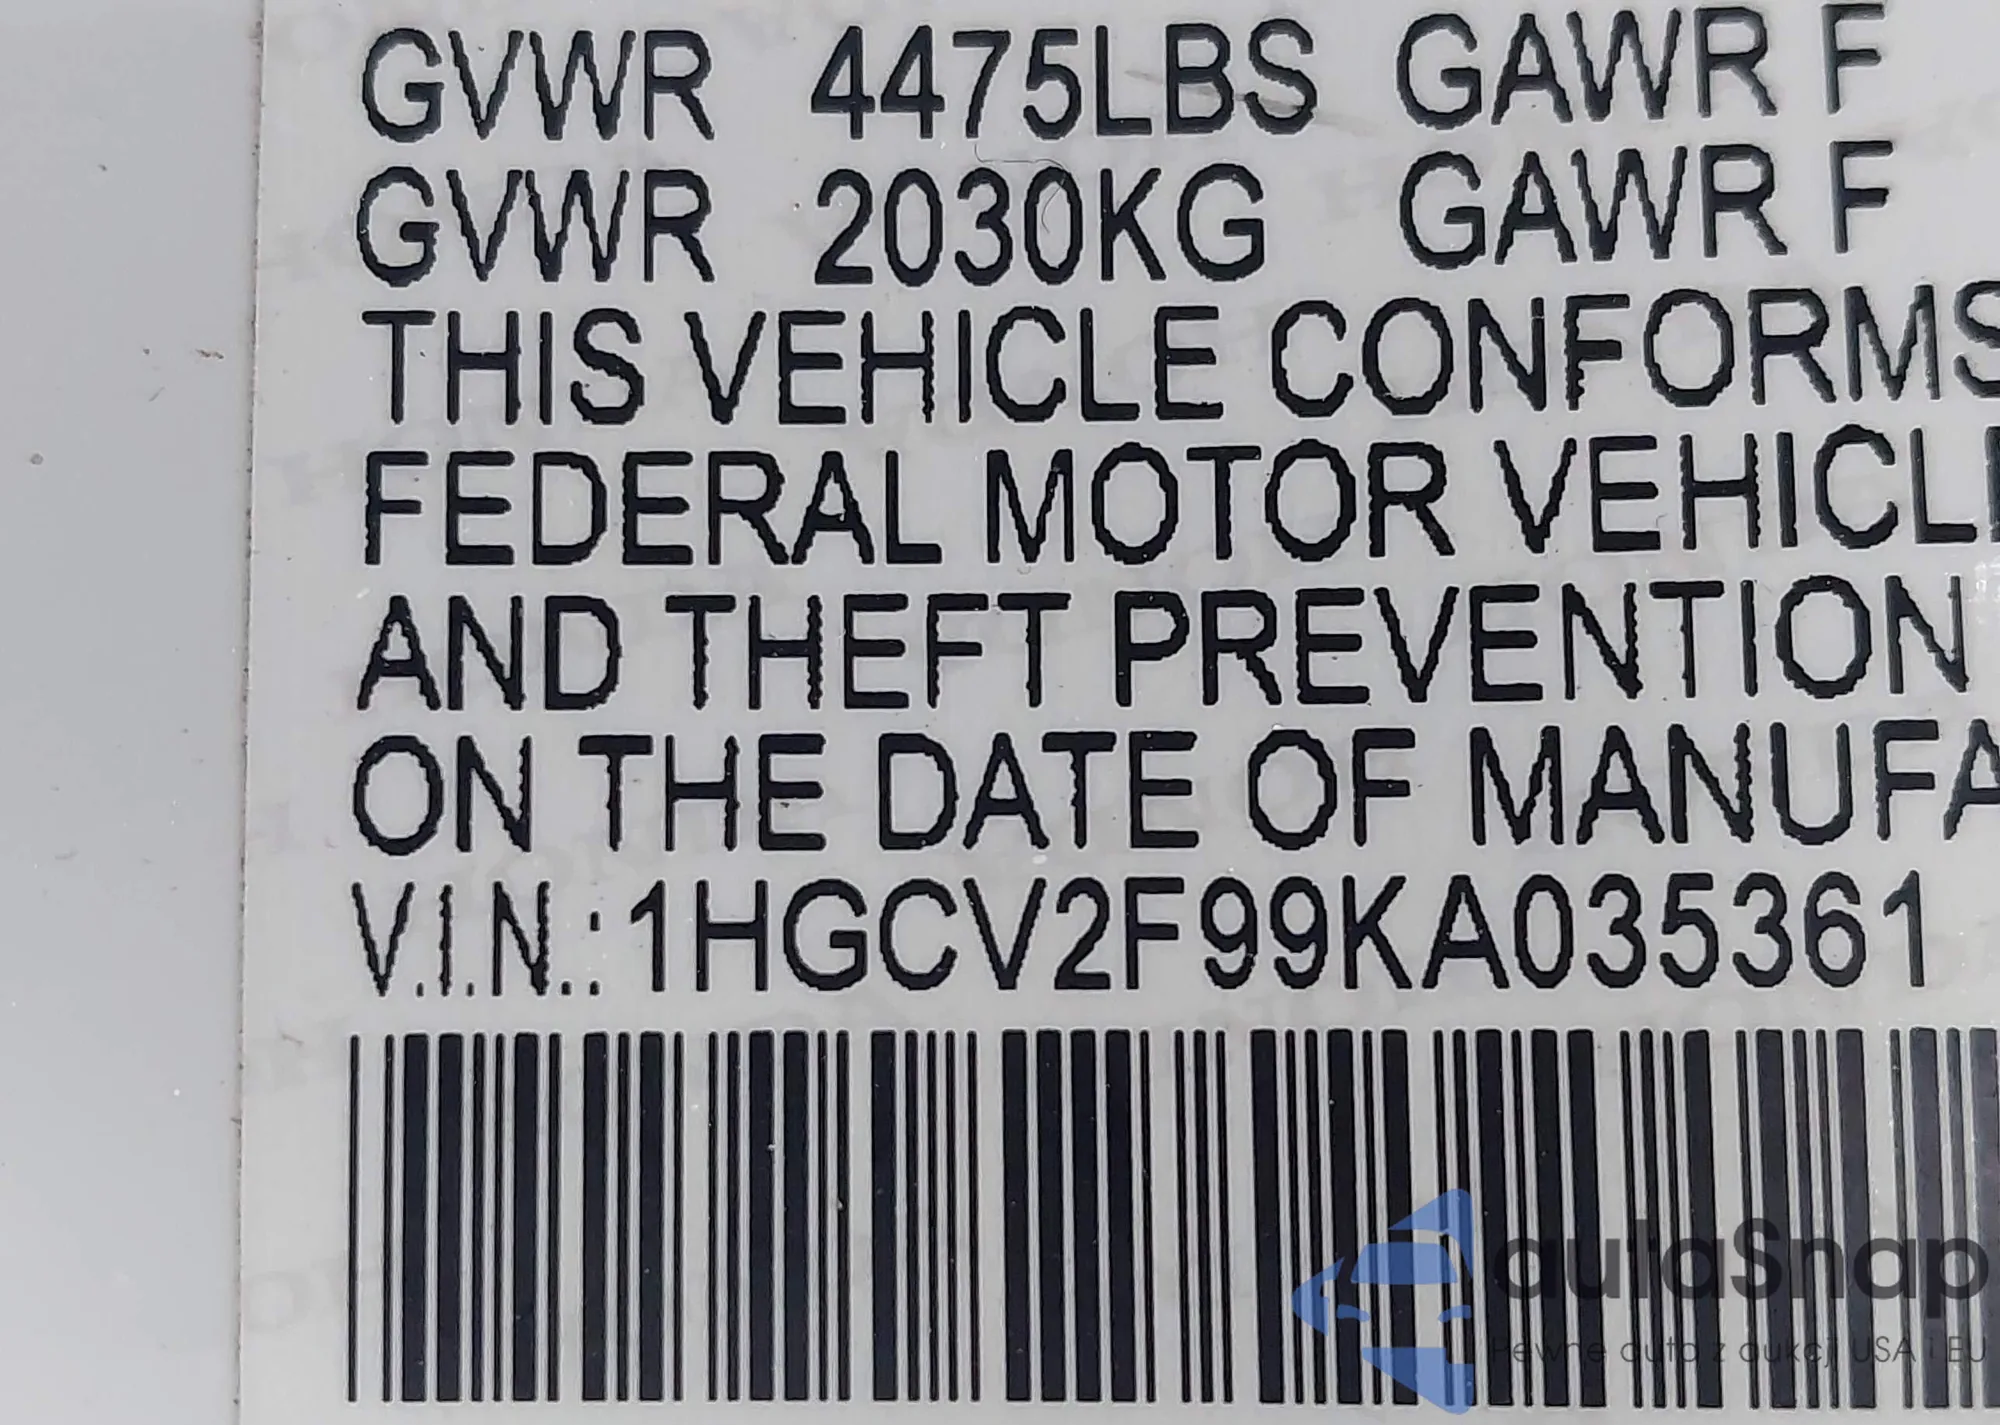 GVWR 4475LBS GAWR F
GVWR 2030KG GAWR F
THIS VEHICLE CONFORMS
FEDERAL MOTOR VEHICL
AND THEFT PREVENTION
ON THE DATE OF MANUFA
V.I.N.: 1HGCV2F99KA035361
autaSnap
Pewne auta z aukcji USA i EU